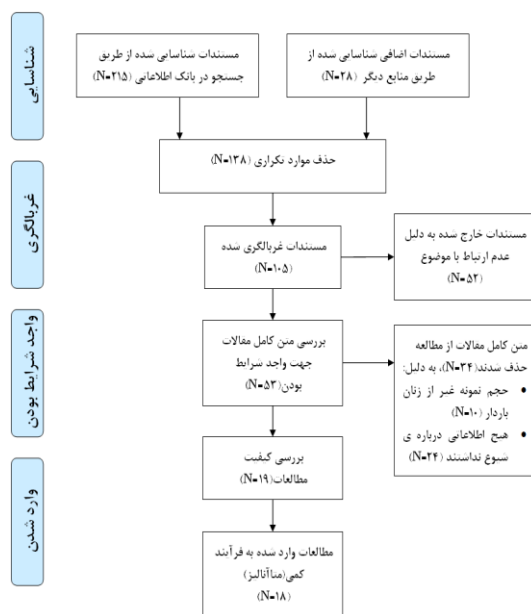 شناسایی
مستندات شناسایی شده از طریق
جستجو در بانک اطلاعاتی (N=۲۱۵)
مستندات اضافی شناسایی شده از
طریق منابع دیگر (N=۲۸)
حذف موارد تکراری (N=۱۳۸)
غربالگری
مستندات غربالگری شده
(N=۱۰۵)
مستندات خارج شده به دلیل
عدم ارتباط با موضوع
(N=۵۲)
واجد شرایط بودن
بررسی متن کامل مقالات
جهت واجد شرایط
بودن(N=۵۳)
متن کامل مقالات از مطالعه
حذف شدند(N=۳۴)، به دلیل:
• حجم نمونه غیر از زنان
باردار (N=۱۰)
• هیچ اطلاعاتی درباره ی
شیوع نداشتند (N=۲۴)
وارد شدن
بررسی کیفیت
مطالعات(N=۱۹)
مطالعات وارد شده به فرآیند
کمی(متاآنالیز)
(N=۱۸)